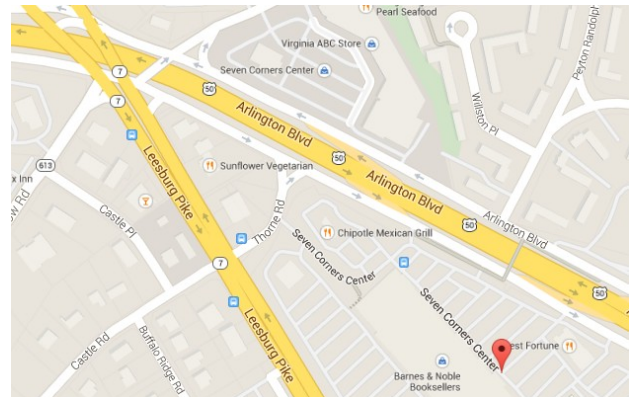 Pearl Seafood
Virginia ABC Store
Seven Corners Center
7
50
Peyton Randolph
Willston Pl
7
Arlington Blvd
50
613
x Inn
Sunflower Vegetarian
Arlington Blvd
Leesburg Pike
ow Rd
Castle Pl
Thorne Rd
Chipotle Mexican Grill
50
Arlington Blvd
Seven Corners Center
7
50
Seven Corners Center
Castle Rd
Buffalo Ridge Rd
Leesburg Pike
est Fortune
Barnes & Noble
Booksellers